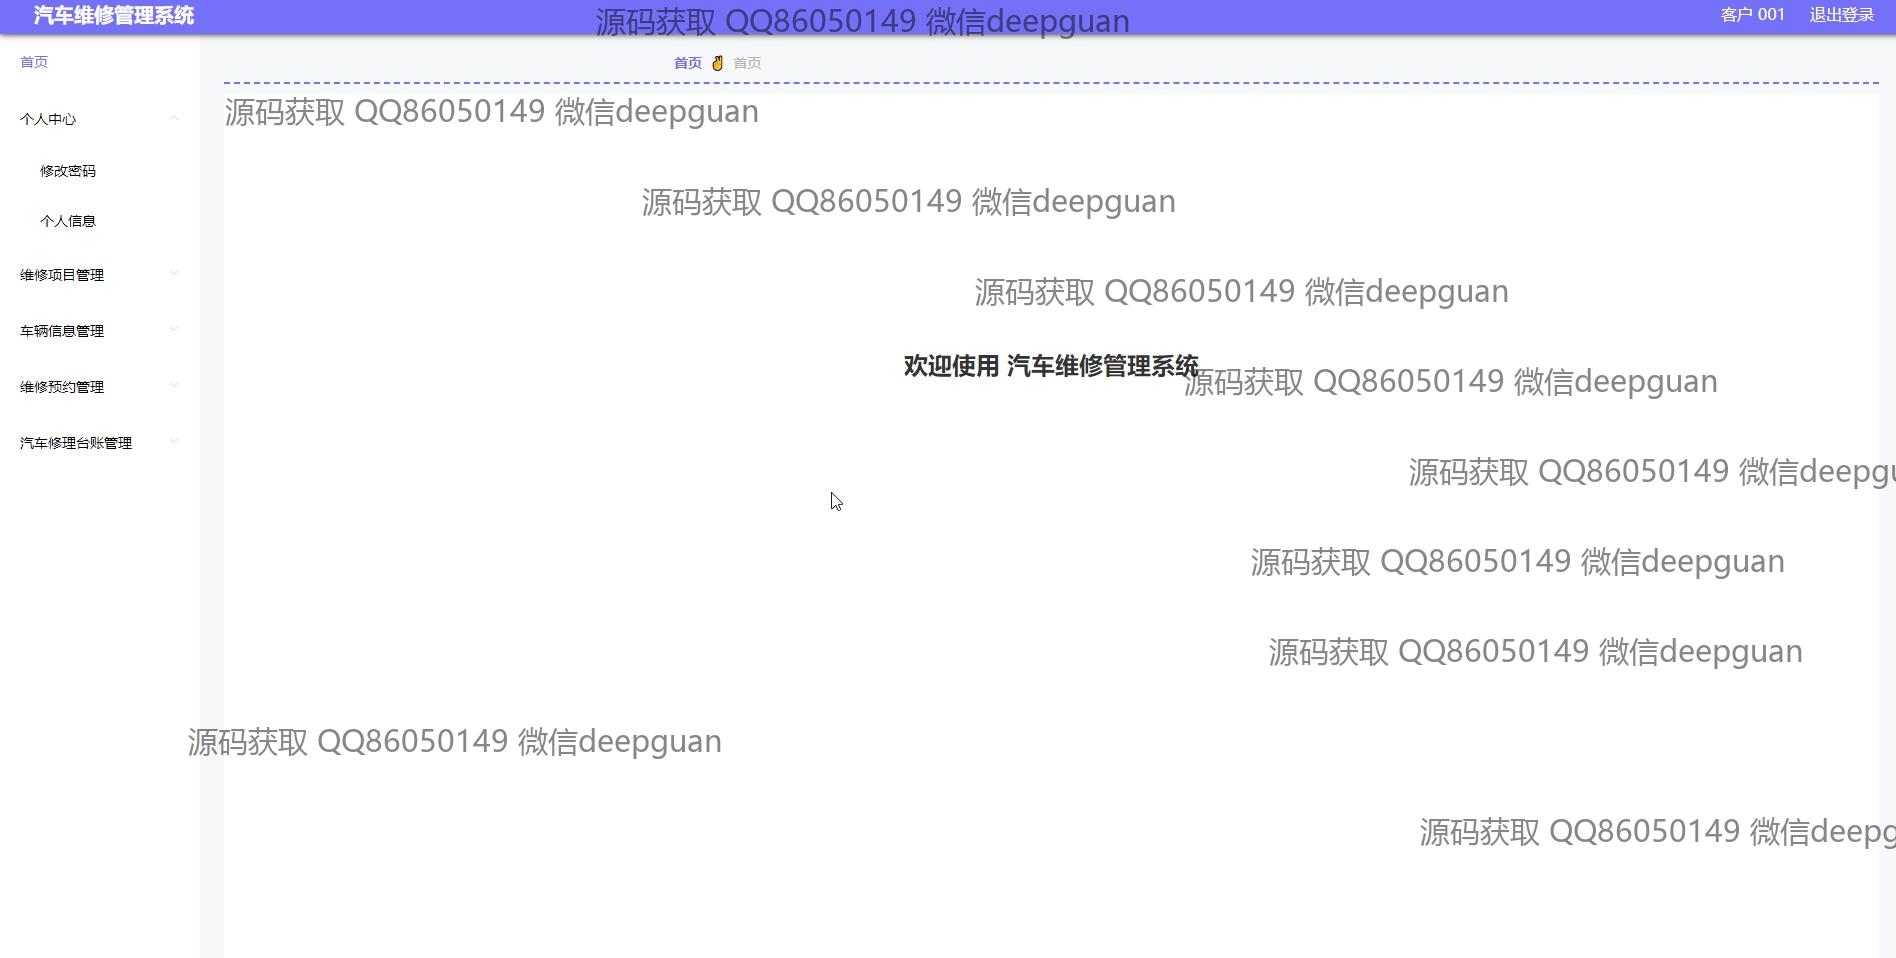 汽车维修管理系统
源码获取 QQ86050149 微信deepguan
客户 001
退出登录
首页
首页 ✌ 首页
源码获取 QQ86050149 微信deepguan
个人中心
修改密码
源码获取 QQ86050149 微信deepguan
个人信息
维修项目管理
源码获取 QQ86050149 微信deepguan
车辆信息管理
欢迎使用 汽车维修管理系统
源码获取 QQ86050149 微信deepguan
维修预约管理
汽车修理台账管理
源码获取 QQ86050149 微信deepgu
源码获取 QQ86050149 微信deepguan
源码获取 QQ86050149 微信deepguan
源码获取 QQ86050149 微信deepguan
源码获取 QQ86050149 微信deepg